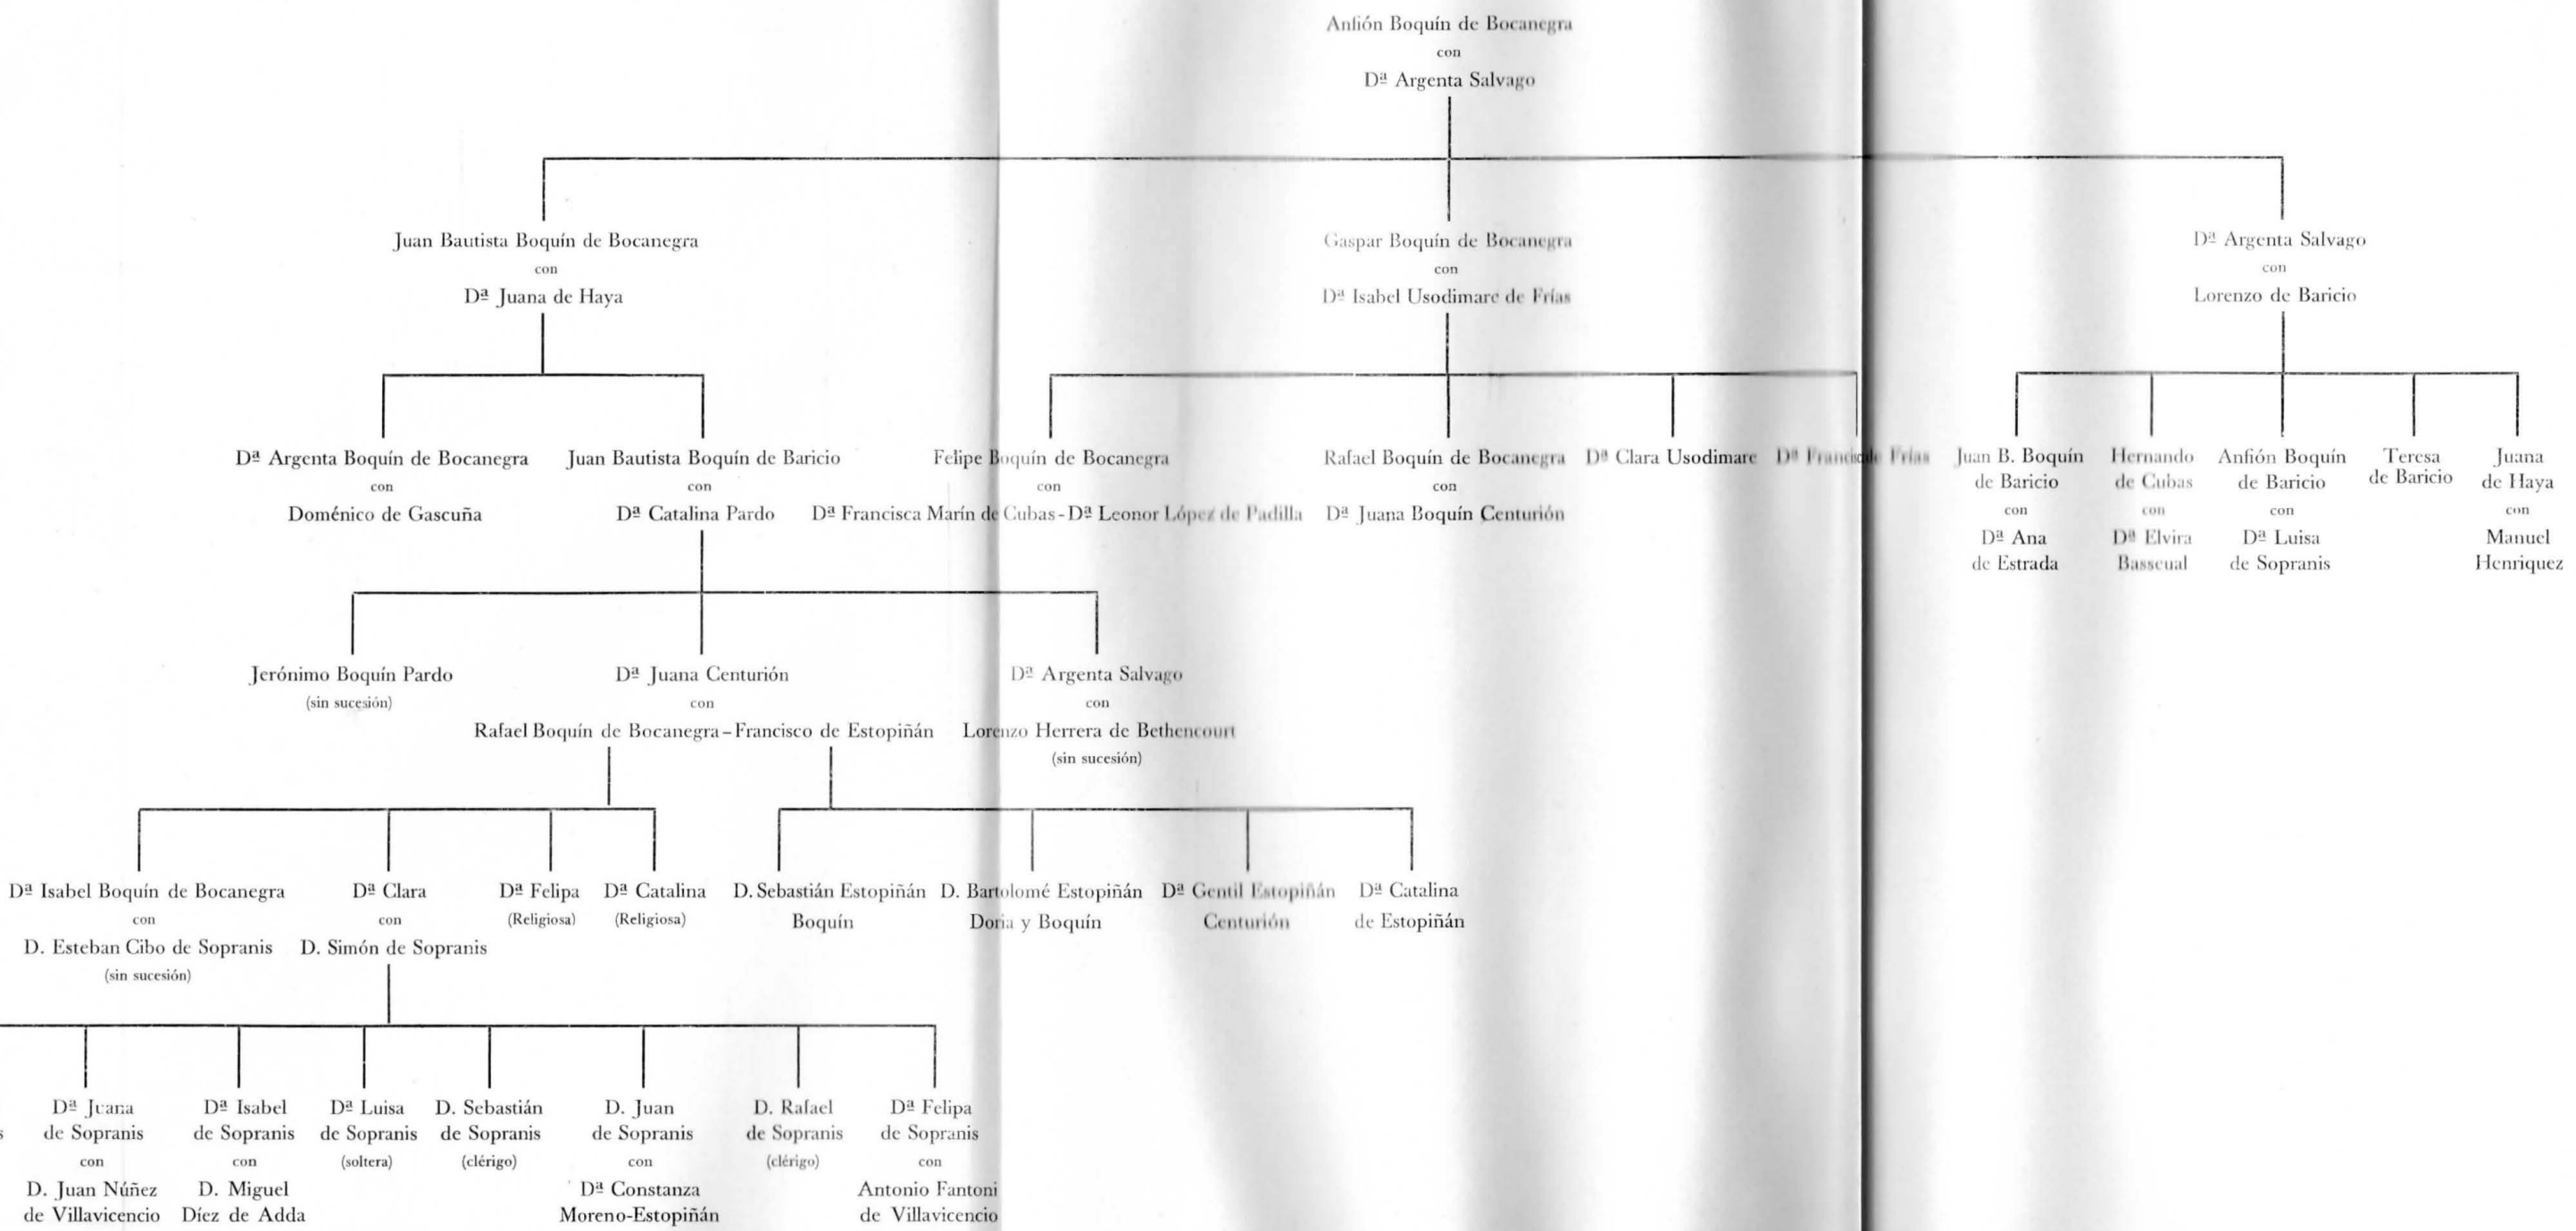 Anfión Boquín de Bocanegra
con
Dª Argenta Salvago
Juan Bautista Boquín de Bocanegra
con
Dª Juana de Haya
Gaspar Boquín de Bocanegra
con
Dª Isabel Usodimare de Frías
Dª Argenta Salvago
con
Lorenzo de Baricio
Dª Argenta Boquín de Bocanegra
con
Doménico de Gascuña
Juan Bautista Boquín de Baricio
con
Dª Catalina Pardo
Felipe Boquín de Bocanegra
con
Dª Francisca Marín de Cubas-Dª Leonor López de Padilla
Rafael Boquín de Bocanegra
con
Dª Juana Boquín Centurión
Dª Clara Usodimare
Dª de Frías
Juan B. Boquín
de Baricio
con
Dª Ana
de Estrada
Hernando
de Cubas
con
Dª Elvira
Basseual
Anfión Boquín
de Baricio
con
Dª Luisa
de Sopranis
Teresa
de Baricio
Juana
de Haya
con
Manuel
Henriquez
Jerónimo Boquín Pardo
(sin sucesión)
Dª Juana Centurión
con
Rafael Boquín de Bocanegra–Francisco de Estopiñán
Dª Argenta Salvago
con
Lorenzo Herrera de Bethencourt
(sin sucesión)
Dª Isabel Boquín de Bocanegra
con
D. Esteban Cibo de Sopranis
(sin sucesión)
Dª Clara
con
D. Simón de Sopranis
Dª Felipa
(Religiosa)
Dª Catalina
(Religiosa)
D. Sebastián Estopiñán
Boquín
D. Bartolomé Estopiñán
Doria y Boquín
Dª Gentil Estopiñán
Centurión
Dª Catalina
de Estopiñán
s
Dª Juana
de Sopranis
con
D. Juan Núñez
de Villavicencio
Dª Isabel
de Sopranis
con
D. Miguel
Díez de Adda
Dª Luisa
de Sopranis
(soltera)
D. Sebastián
de Sopranis
(clérigo)
D. Juan
de Sopranis
con
Dª Constanza
Moreno-Estopiñán
D. Rafael
de Sopranis
(clérigo)
Dª Felipa
de Sopranis
con
Antonio Fantoni
de Villavicencio